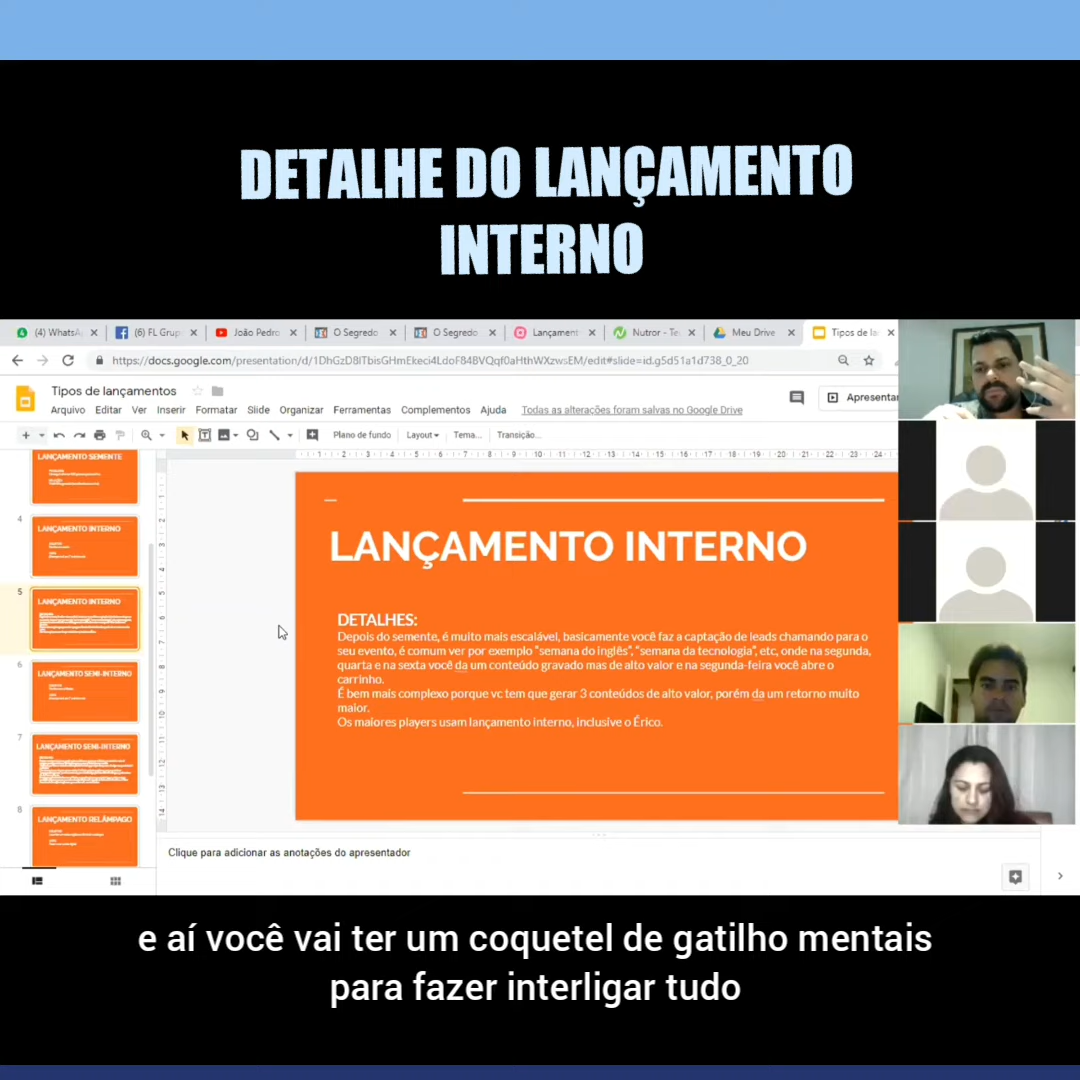 DETALHE DO LANÇAMENTO
INTERNO
(4) WhatsA
(6) FL Grup
João Pedro
O Segredo
O Segredo
Lançament
Nutror - Te
Meu Drive
Tipos de la
https://docs.google.com/presentation/d/1DhGzD8lTbisGHmEkeci4LdoF84BVQqf0aHthWXzwsEM/edit#slide=id.g5d51a1d738_0_20
Tipos de lançamentos
Arquivo Editar Ver Inserir Formatar Slide Organizar Ferramentas Complementos Ajuda Todas as alterações foram salvas no Google Drive
Apresentar
Plano de fundo Layout Tema... Transição...
LANÇAMENTO SEMENTE
4
LANÇAMENTO INTERNO
5
LANÇAMENTO INTERNO
6
LANÇAMENTO SEMI-INTERNO
7
LANÇAMENTO SEMI-INTERNO
8
LANÇAMENTO RELÂMPAGO
LANÇAMENTO INTERNO
DETALHES:
Depois do semente, é muito mais escalável, basicamente você faz a captação de leads chamando para o
seu evento, é comum ver por exemplo "semana do inglês", "semana da tecnologia", etc, onde na segunda,
quarta e na sexta você da um conteúdo gravado mas de alto valor e na segunda-feira você abre o
carrinho.
É bem mais complexo porque vc tem que gerar 3 conteúdos de alto valor, porém da um retorno muito
maior.
Os maiores players usam lançamento interno, inclusive o Érico.
Clique para adicionar as anotações do apresentador
e aí você vai ter um coquetel de gatilho mentais
para fazer interligar tudo